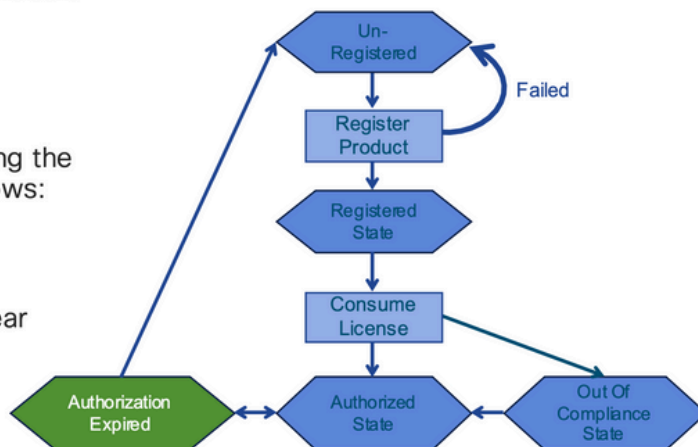 Un-
Registered
Failed
Register
Product
ng the
ows:
Registered
State
Consume
License
ear
Authorization
Expired
Authorized
State
Out Of
Compliance
State